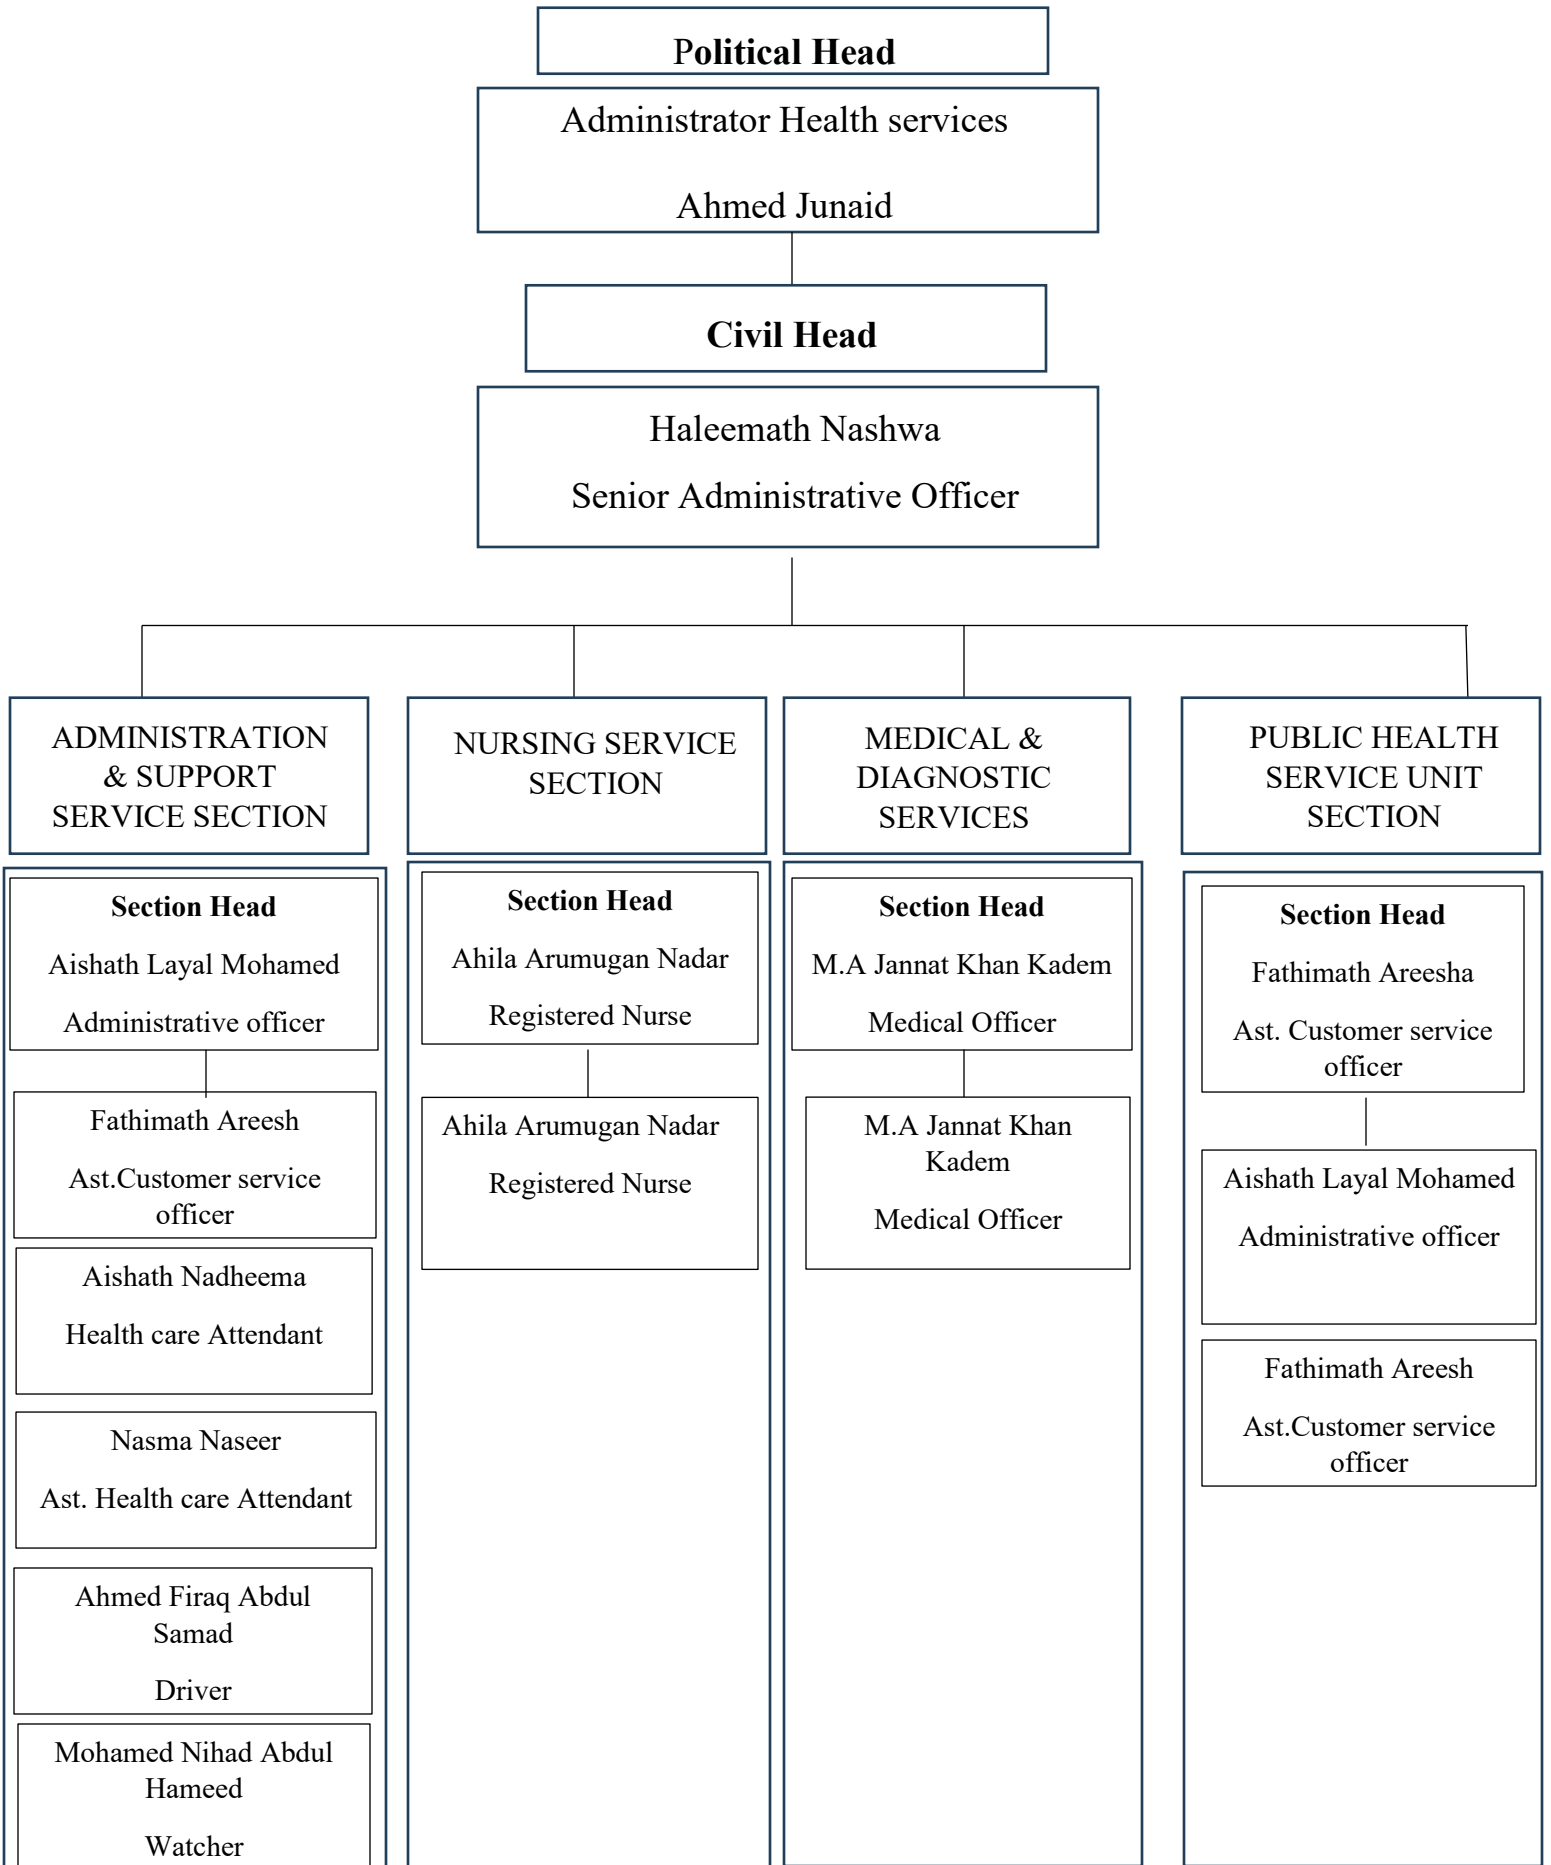 Political Head
Administrator Health services
Ahmed Junaid
Civil Head
Haleemath Nashwa
Senior Administrative Officer
ADMINISTRATION
& SUPPORT
SERVICE SECTION
Section Head
Aishath Layal Mohamed
Administrative officer
Fathimath Areesh
Ast.Customer service
officer
Aishath Nadheema
Health care Attendant
Nasma Naseer
Ast. Health care Attendant
Ahmed Firaq Abdul
Samad
Driver
Mohamed Nihad Abdul
Hameed
Watcher
NURSING SERVICE
SECTION
Section Head
Ahila Arumugan Nadar
Registered Nurse
Ahila Arumugan Nadar
Registered Nurse
MEDICAL &
DIAGNOSTIC
SERVICES
Section Head
M.A Jannat Khan Kadem
Medical Officer
M.A Jannat Khan
Kadem
Medical Officer
PUBLIC HEALTH
SERVICE UNIT
SECTION
Section Head
Fathimath Areesha
Ast. Customer service
officer
Aishath Layal Mohamed
Administrative officer
Fathimath Areesh
Ast.Customer service
officer